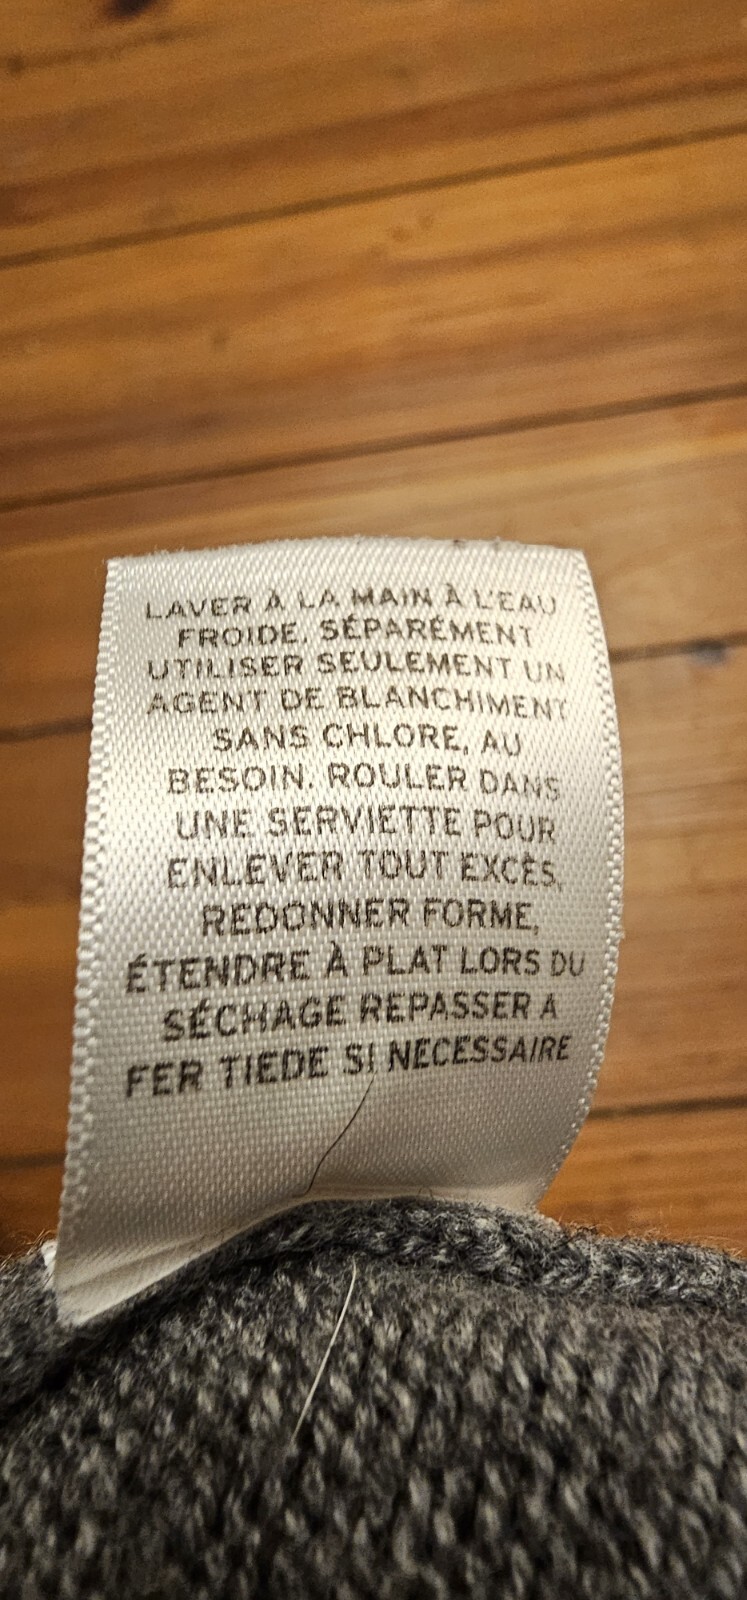 LAVER À LA MAIN À L'EAU
FROIDE, SÉPARÉMENT
UTILISER SEULEMENT UN
AGENT DE BLANCHIMENT
SANS CHLORE, AU
BESOIN. ROULER DANS
UNE SERVIETTE POUR
ENLEVER TOUT EXCÈS,
REDONNER FORME,
ÉTENDRE À PLAT LORS DU
SÉCHAGE REPASSER A
FER TIEDE SI NECESSAIRE